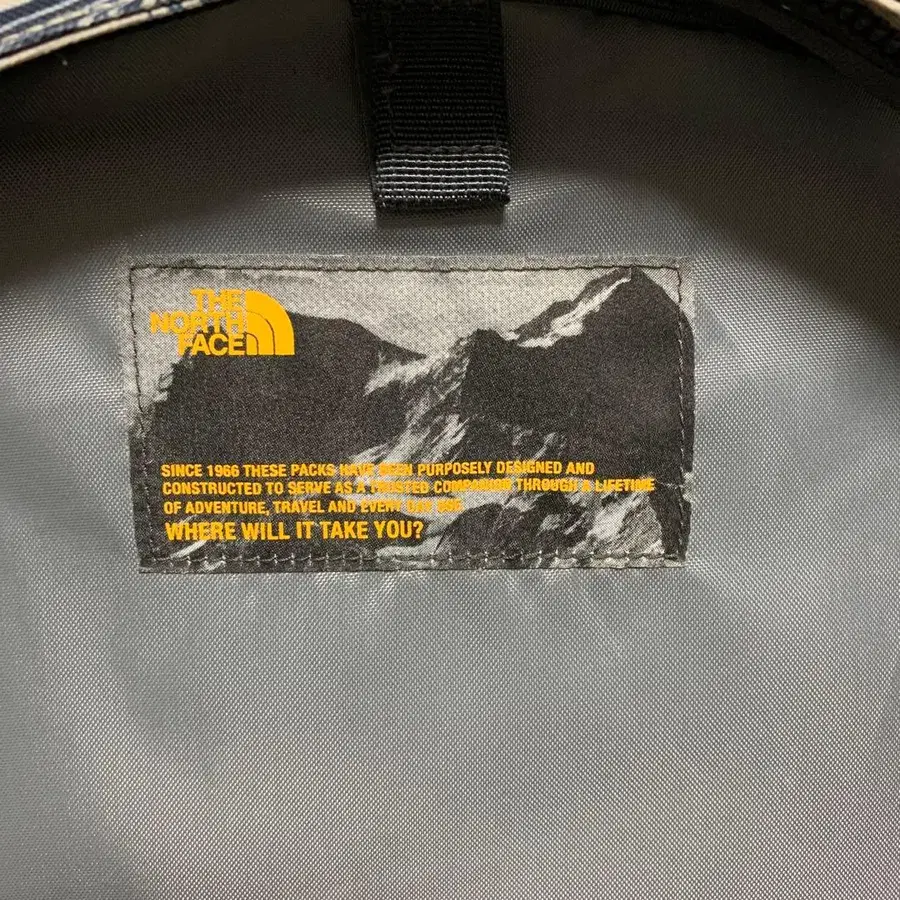 THE
NORTH
FACE
SINCE 1966 THESE PACKS HAVE BEEN PURPOSELY DESIGNED AND
CONSTRUCTED TO SERVE AS A TRUSTED COMPANION THROUGH A LIFETIME
OF ADVENTURE, TRAVEL AND EVERY DAY USE
WHERE WILL IT TAKE YOU?